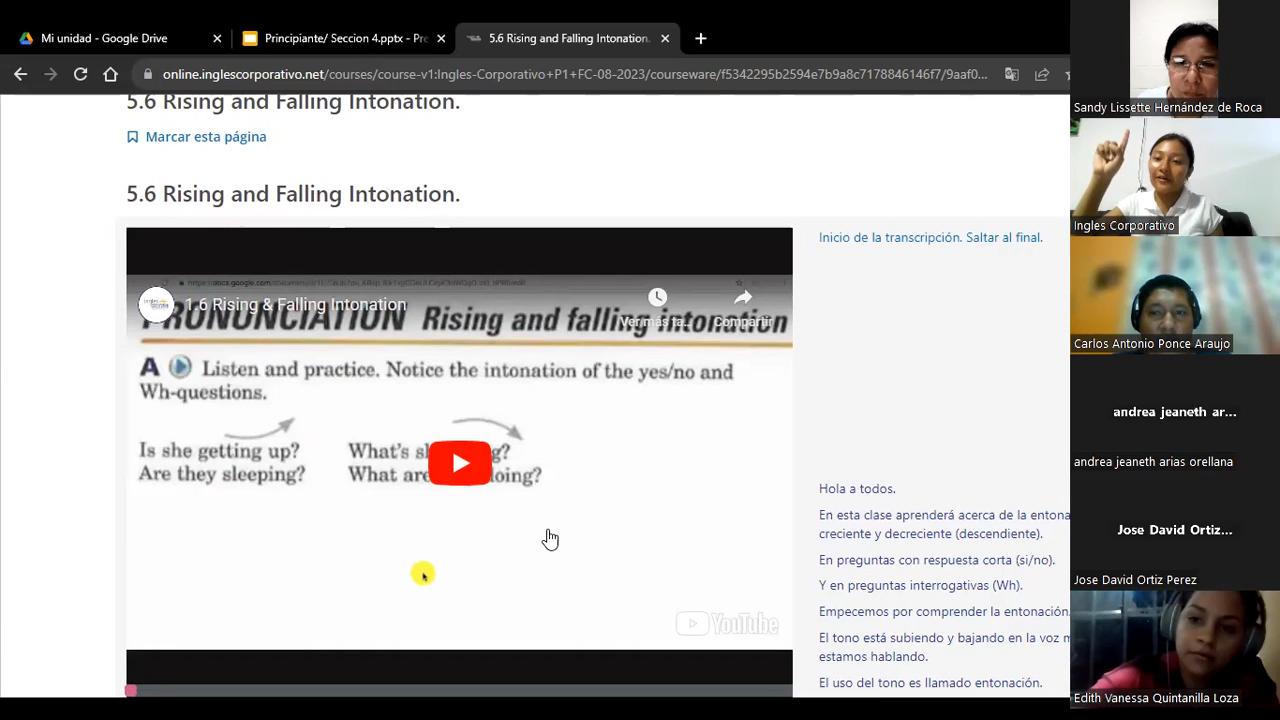 Mi unidad - Google Drive
Principiante/ Seccion 4.pptx - Pre
5.6 Rising and Falling Intonation.
online.inglescorporativo.net/courses/course-v1:Ingles-Corporativo+P1+FC-08-2023/courseware/f5342295b2594e7b9a8c7178846146f7/9aaf0...
5.6 Rising and Falling Intonation.
Marcar esta página
5.6 Rising and Falling Intonation.
1.6 Rising & Falling Intonation
Ver más ta...
Compartir
PRONUNCIATION Rising and falling intonation
A Listen and practice. Notice the intonation of the yes/no and
Wh-questions.
Is she getting up?
What's
Are they sleeping?
What are doing?
YouTube
Inicio de la transcripción. Saltar al final.
Hola a todos.
En esta clase aprenderá acerca de la entona
creciente y decreciente (descendiente).
En preguntas con respuesta corta (si/no).
Y en preguntas interrogativas (Wh).
Empecemos por comprender la entonación.
El tono está subiendo y bajando en la voz m
estamos hablando.
El uso del tono es llamado entonación.
Sandy Lissette Hernández de Roca
Ingles Corporativo
Carlos Antonio Ponce Araujo
andrea jeaneth ar...
andrea jeaneth arias orellana
Jose David Ortiz...
Jose David Ortiz Perez
Edith Vanessa Quintanilla Loza